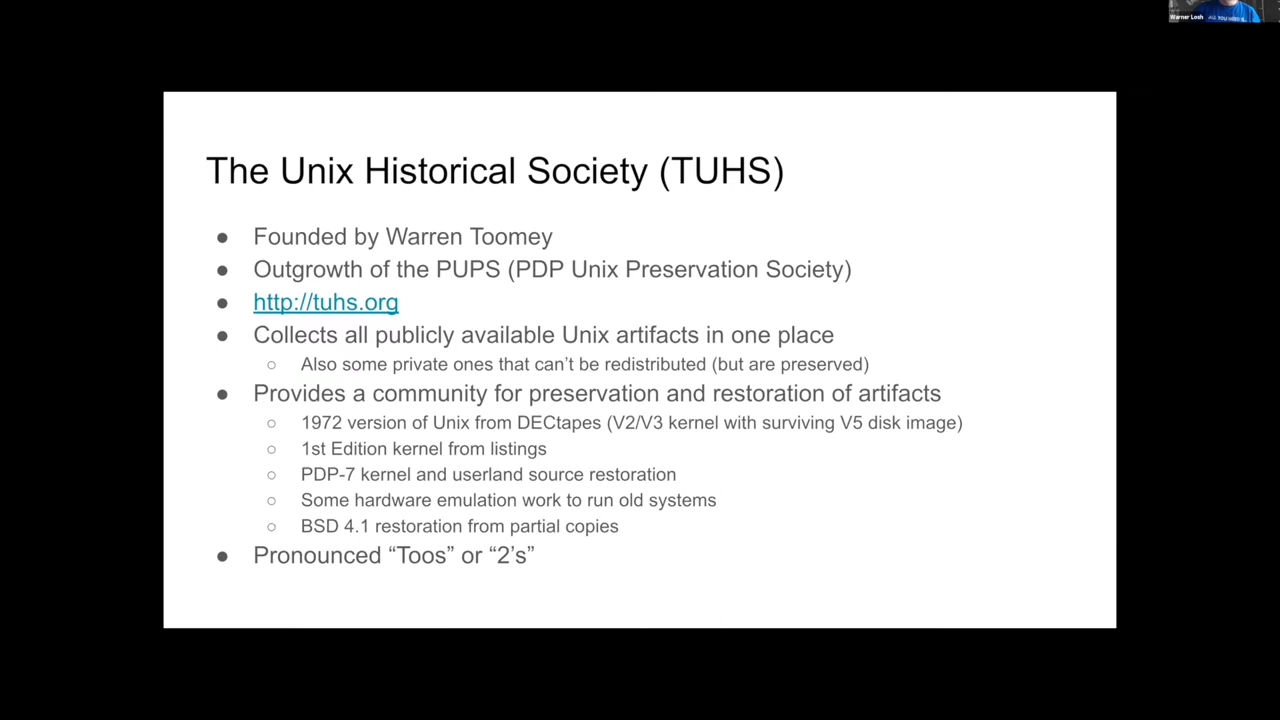 Warner Losh
The Unix Historical Society (TUHS)
● Founded by Warren Toomey
● Outgrowth of the PUPS (PDP Unix Preservation Society)
● http://tuhs.org
● Collects all publicly available Unix artifacts in one place
○ Also some private ones that can’t be redistributed (but are preserved)
● Provides a community for preservation and restoration of artifacts
○ 1972 version of Unix from DECtapes (V2/V3 kernel with surviving V5 disk image)
○ 1st Edition kernel from listings
○ PDP-7 kernel and userland source restoration
○ Some hardware emulation work to run old systems
○ BSD 4.1 restoration from partial copies
● Pronounced “Toos” or “2’s”